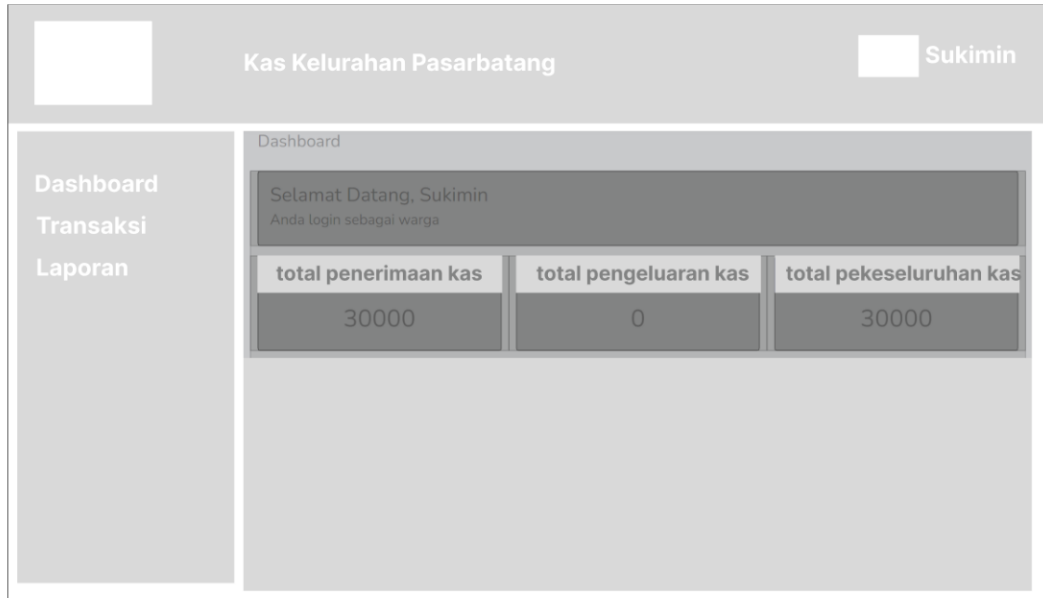 Kas Kelurahan Pasarbatang
Sukimin
Dashboard
Transaksi
Laporan
Dashboard
Selamat Datang, Sukimin
Anda login sebagai warga
total penerimaan kas
30000
total pengeluaran kas
0
total pekeseluruhan kas
30000